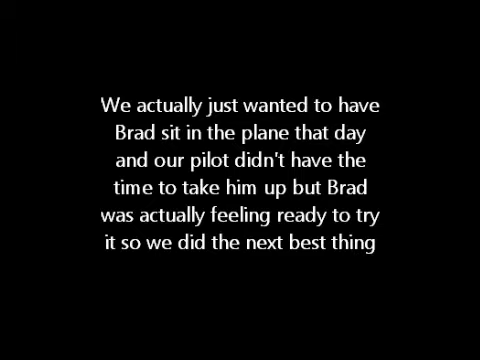 We actually just wanted to have
Brad sit in the plane that day
and our pilot didn't have the
time to take him up but Brad
was actually feeling ready to try
it so we did the next best thing